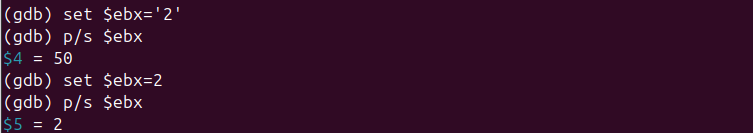 (gdb) set $ebx='2'
(gdb) p/s $ebx
$4 = 50
(gdb) set $ebx=2
(gdb) p/s $ebx
$5 = 2